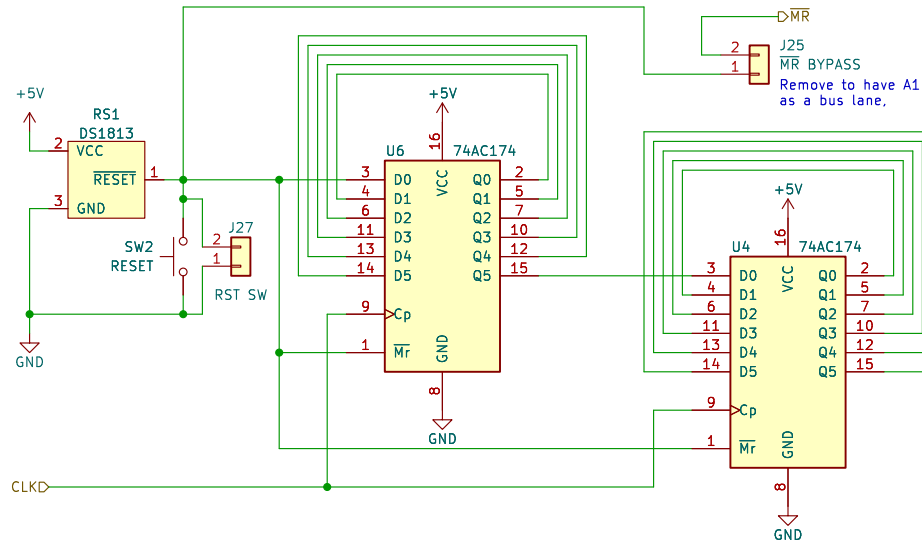 MR
J25
2
1
MR BYPASS
Remove to have A1
as a bus lane,
+5V
RS1
DS1813
2
VCC
RESET
1
3
GND
SW2
RESET
J27
2
1
RST SW
GND
+5V
U6
74AC174
16
VCC
3
D0
Q0
2
4
D1
Q1
5
6
D2
Q2
7
11
D3
Q3
10
13
D4
Q4
12
14
D5
Q5
15
9
Cp
1
Mr
GND
8
GND
+5V
U4
74AC174
16
VCC
3
D0
Q0
2
4
D1
Q1
5
6
D2
Q2
7
11
D3
Q3
10
13
D4
Q4
12
14
D5
Q5
15
9
Cp
1
Mr
GND
8
GND
CLK